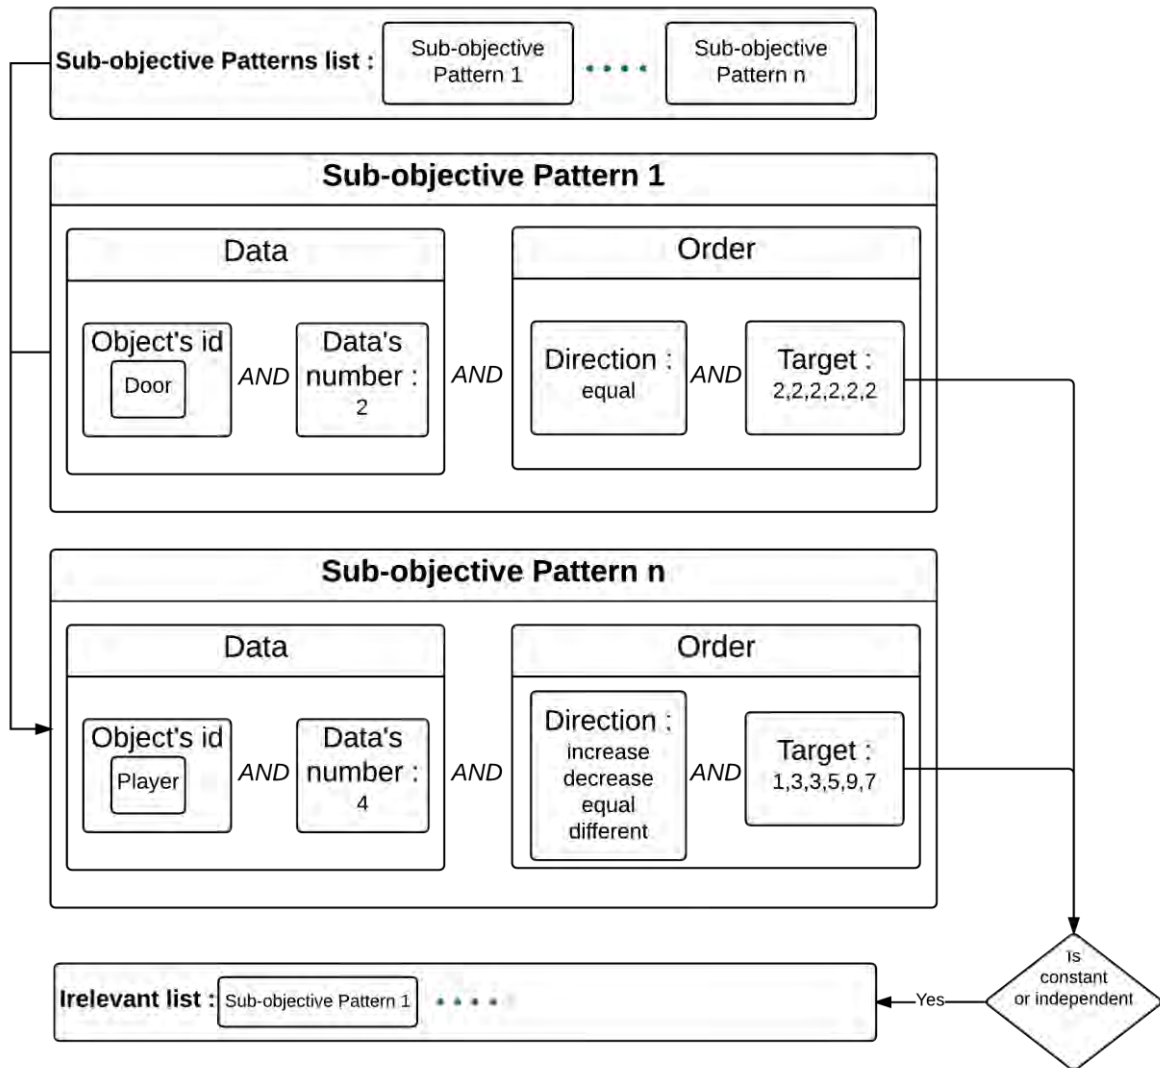 Sub-objective Patterns list :
Sub-objective
Pattern 1
Sub-objective
Pattern n
Sub-objective Pattern 1
Data
Order
Object's id
Door
AND
Data's
number :
2
AND
Direction :
equal
AND
Target :
2,2,2,2,2,2
Sub-objective Pattern n
Data
Order
Object's id
Player
AND
Data's
number :
4
AND
Direction :
increase
decrease
equal
different
AND
Target :
1,3,3,5,9,7
Is
constant
or independent
Yes
Irelevant list :
Sub-objective Pattern 1